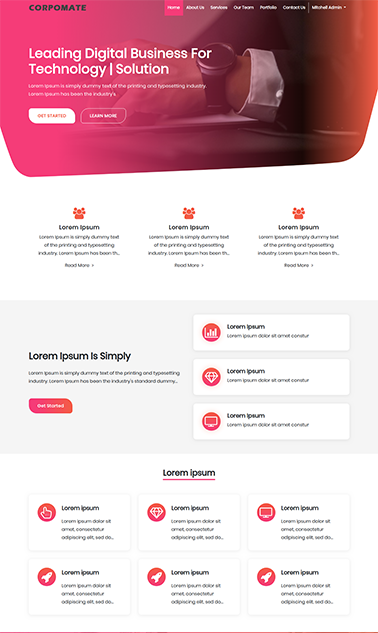 CORPOMATE
Home About Us Services Our Team Portfolio Contact Us Mitchell Admin
Leading Digital Business For
Technology | Solution
Lorem Ipsum is simply dummy text of the printing and typesetting industry.
Lorem Ipsum has been the industry's
GET STARTED LEARN MORE
Lorem Ipsum
Lorem Ipsum is simply dummy text
of the printing and typesetting
industry. Lorem Ipsum has been th...
Read More >
Lorem Ipsum
Lorem Ipsum is simply dummy text
of the printing and typesetting
industry. Lorem Ipsum has been th...
Read More >
Lorem Ipsum
Lorem Ipsum is simply dummy text
of the printing and typesetting
industry. Lorem Ipsum has been th...
Read More >
Lorem Ipsum Is Simply
Lorem Ipsum is simply dummy text of the printing and typesetting
industry. Lorem Ipsum has been the industry's standard dummy...
Get Started
Lorem Ipsum
Lorem ipsum dolor sit amet constur
Lorem Ipsum
Lorem ipsum dolor sit amet constur
Lorem Ipsum
Lorem ipsum dolor sit amet constur
Lorem ipsum
Lorem ipsum
Lorem ipsum dolor sit
amet, consectetur
adipiscing elit, sed do...
Lorem ipsum
Lorem ipsum dolor sit
amet, consectetur
adipiscing elit, sed do...
Lorem ipsum
Lorem ipsum dolor sit
amet, consectetur
adipiscing elit, sed do...
Lorem ipsum
Lorem ipsum dolor sit
amet, consectetur
adipiscing elit, sed do...
Lorem ipsum
Lorem ipsum dolor sit
amet, consectetur
adipiscing elit, sed do...
Lorem ipsum
Lorem ipsum dolor sit
amet, consectetur
adipiscing elit, sed do...